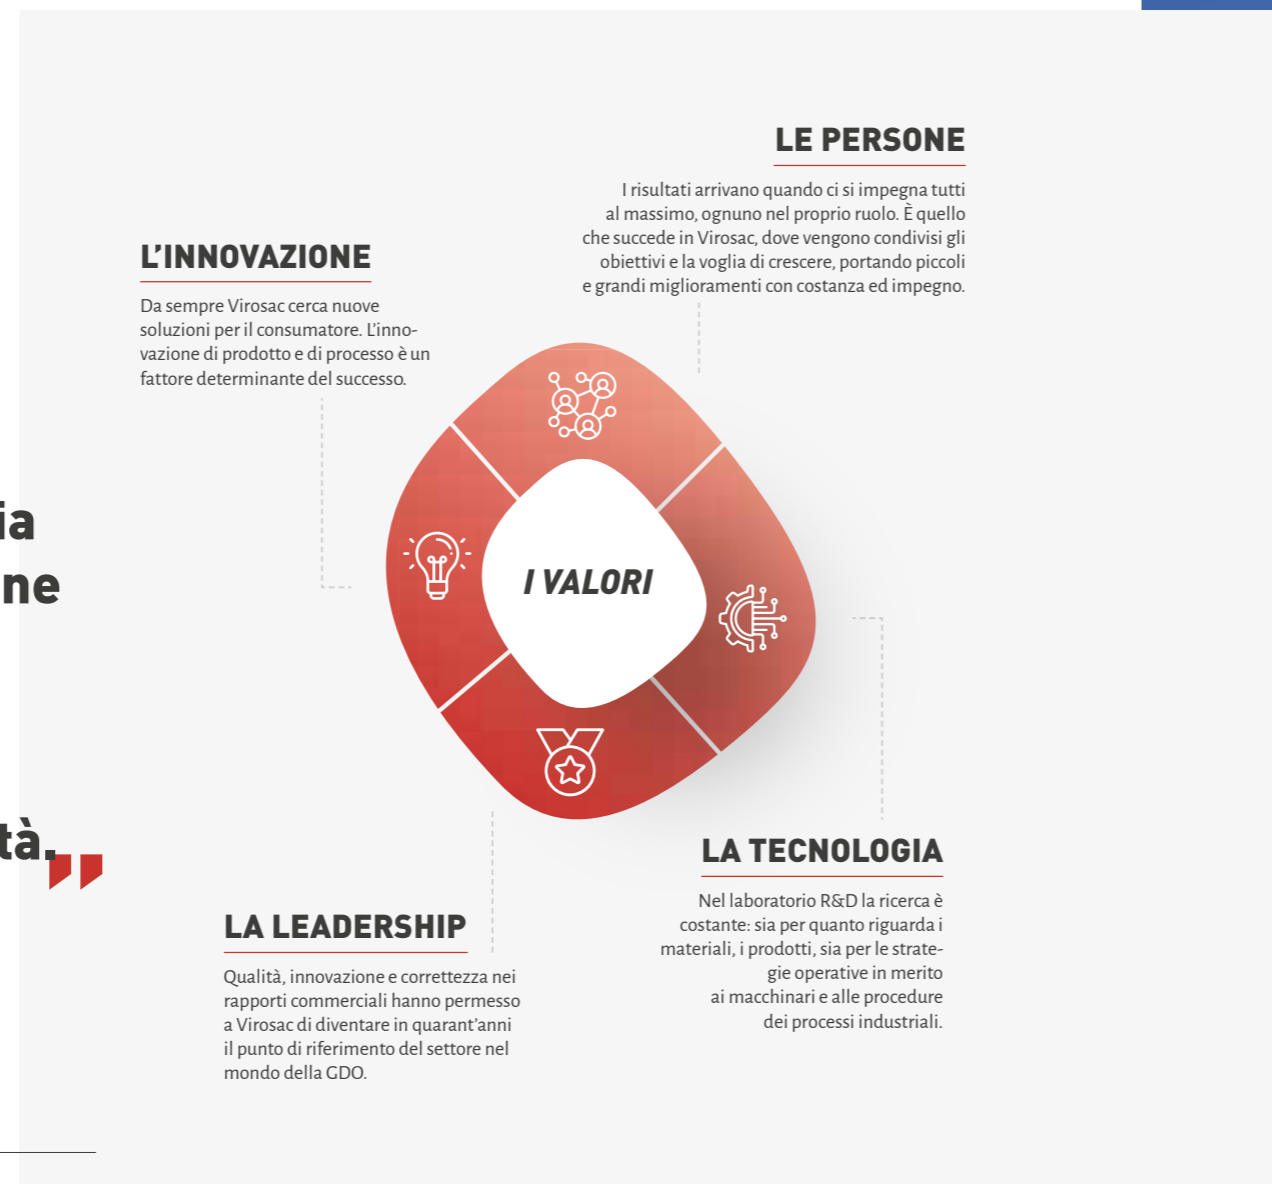 LE PERSONE
I risultati arrivano quando ci si impegna tutti
al massimo, ognuno nel proprio ruolo. È quello
che succede in Virosac, dove vengono condivisi gli
obiettivi e la voglia di crescere, portando piccoli
e grandi miglioramenti con costanza ed impegno.
L’INNOVAZIONE
Da sempre Virosac cerca nuove
soluzioni per il consumatore. L’inno-
vazione di prodotto e di processo è un
fattore determinante del successo.
ia
ne
I VALORI
tà.”
LA TECNOLOGIA
Nel laboratorio R&D la ricerca è
costante: sia per quanto riguarda i
materiali, i prodotti, sia per le strate-
gie operative in merito
ai macchinari e alle procedure
dei processi industriali.
LA LEADERSHIP
Qualità, innovazione e correttezza nei
rapporti commerciali hanno permesso
a Virosac di diventare in quarant’anni
il punto di riferimento del settore nel
mondo della GDO.